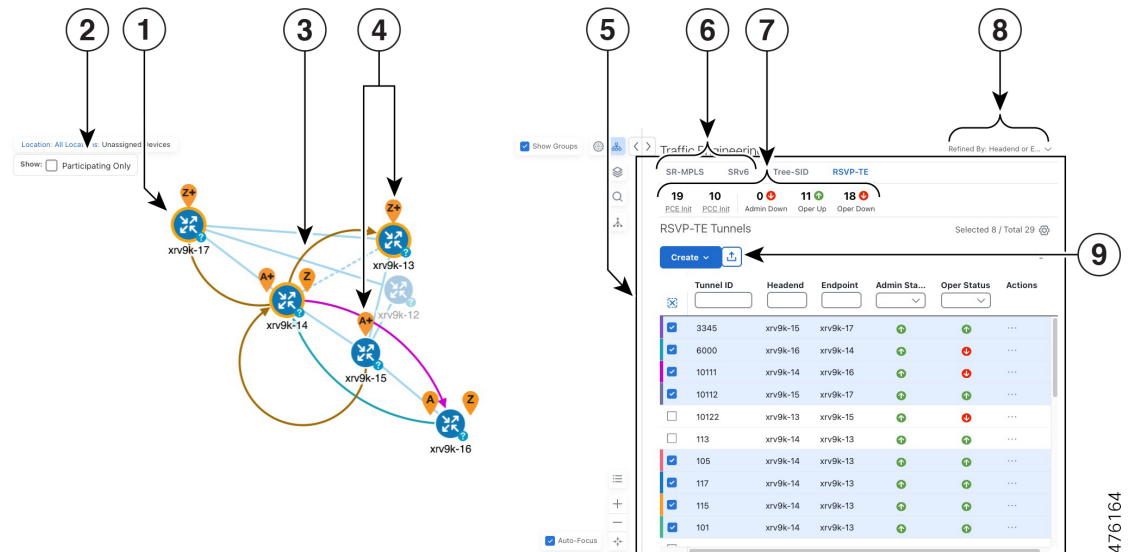 2
1
3
4
5
6
7
8
Location: All Loca ns: Unassigned Devices
Show: Participating Only
Show Groups
Traffic Engineering
Refined By: Headend or E...
SR-MPLS SRv6 Tree-SID RSVP-TE
19 10 0 11 18
PCE Init PCC Init Admin Down Oper Up Oper Down
RSVP-TE Tunnels
Selected 8 / Total 29
Create
9
Tunnel ID Headend Endpoint Admin Sta... Oper Status Actions
3345 xrv9k-15 xrv9k-17 ...
6000 xrv9k-16 xrv9k-14 ...
10111 xrv9k-14 xrv9k-16 ...
10112 xrv9k-15 xrv9k-17 ...
10122 xrv9k-13 xrv9k-15 ...
113 xrv9k-14 xrv9k-13 ...
105 xrv9k-14 xrv9k-13 ...
117 xrv9k-14 xrv9k-13 ...
115 xrv9k-14 xrv9k-13 ...
101 xrv9k-14 xrv9k-13 ...
Z+
?
xrv9k-17
Z+
?
xrv9k-13
A+ Z
?
xrv9k-14
?
xrv9k-12
A+
?
xrv9k-15
A Z
?
xrv9k-16
Auto-Focus
476164